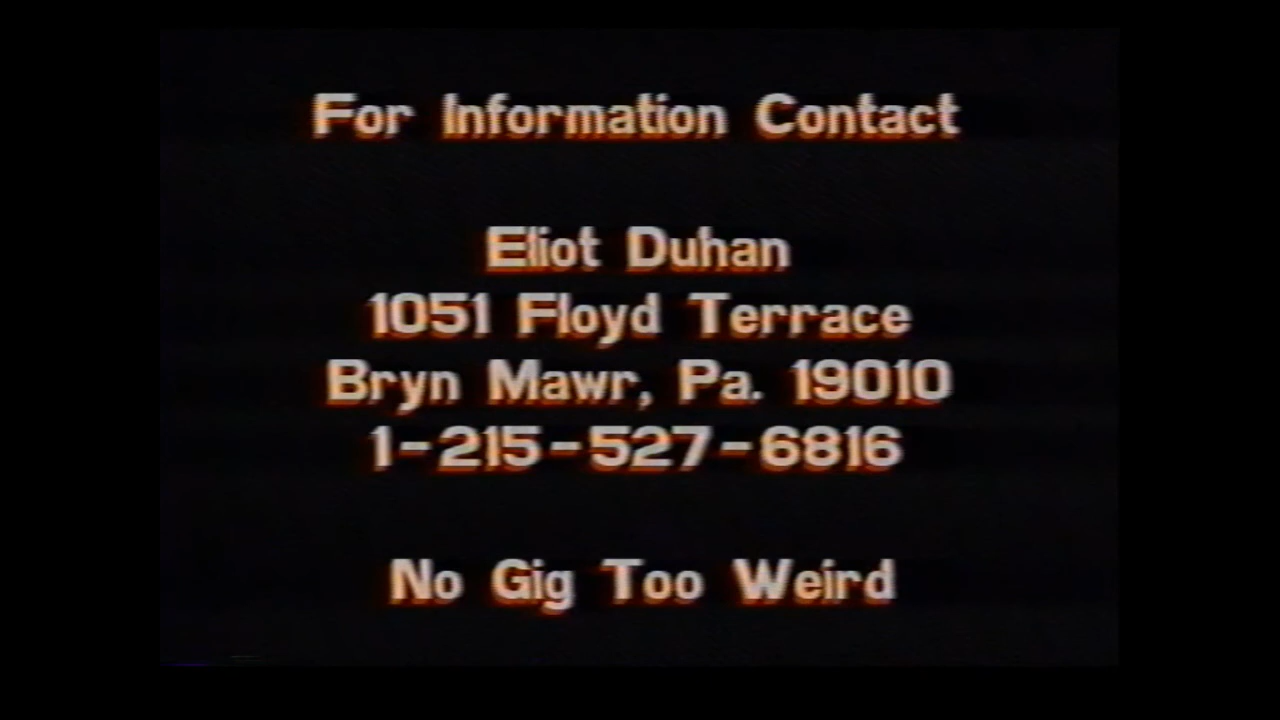 For Information Contact
Eliot Duhan
1051 Floyd Terrace
Bryn Mawr, Pa. 19010
1-215-527-6816
No Gig Too Weird